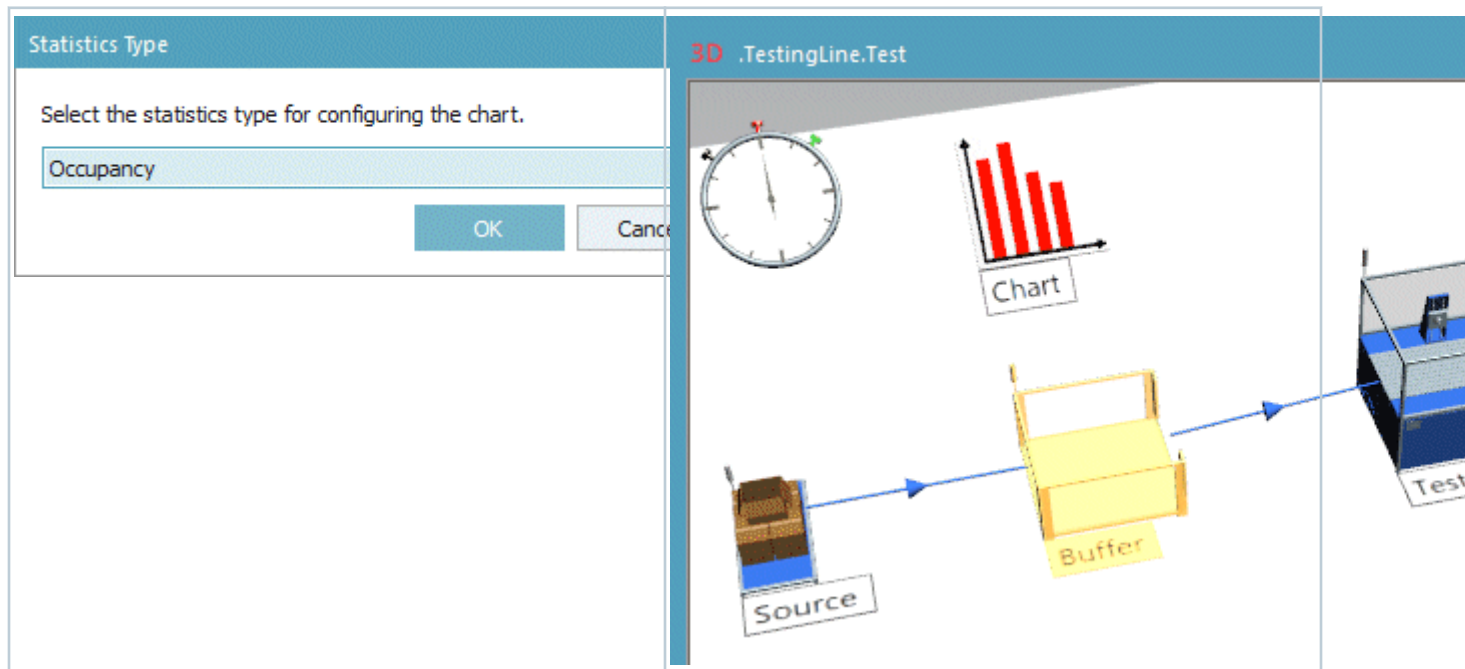 Statistics Type
Select the statistics type for configuring the chart.
Occupancy
OK
3D .TestingLine.Test
Chart
Buffer
Source